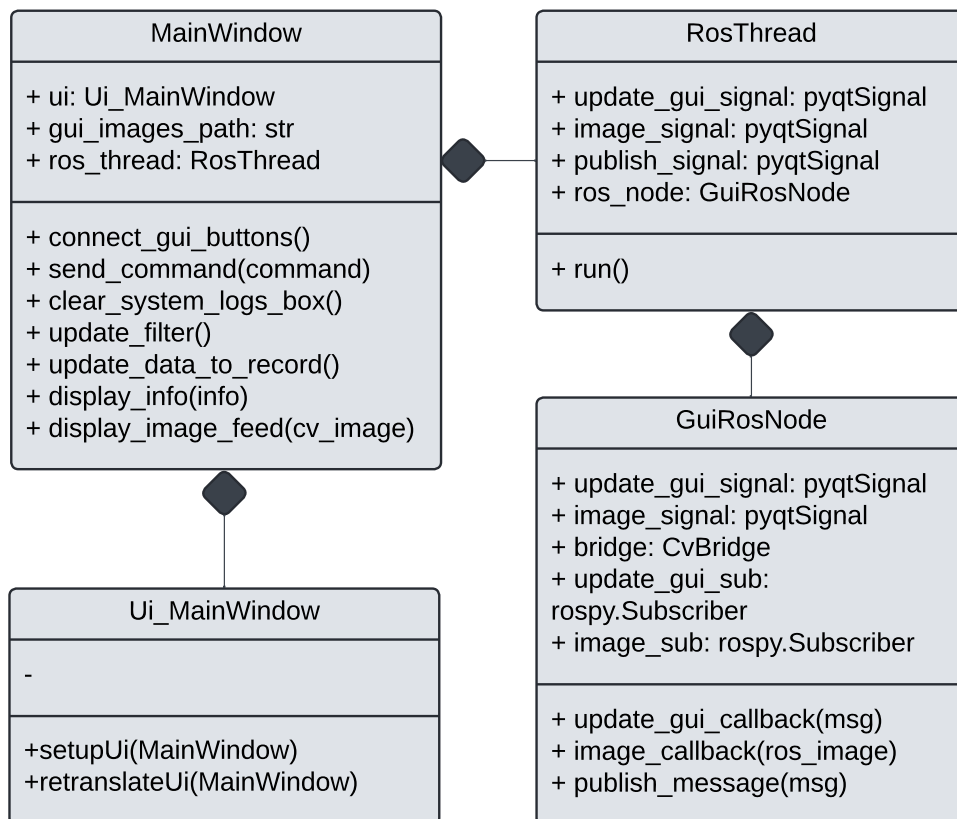 MainWindow
+ ui: Ui_MainWindow
+ gui_images_path: str
+ ros_thread: RosThread
+ connect_gui_buttons()
+ send_command(command)
+ clear_system_logs_box()
+ update_filter()
+ update_data_to_record()
+ display_info(info)
+ display_image_feed(cv_image)
RosThread
+ update_gui_signal: pyqtSignal
+ image_signal: pyqtSignal
+ publish_signal: pyqtSignal
+ ros_node: GuiRosNode
+ run()
Ui_MainWindow
-
+setupUi(MainWindow)
+retranslateUi(MainWindow)
GuiRosNode
+ update_gui_signal: pyqtSignal
+ image_signal: pyqtSignal
+ bridge: CvBridge
+ update_gui_sub:
rospy.Subscriber
+ image_sub: rospy.Subscriber
+ update_gui_callback(msg)
+ image_callback(ros_image)
+ publish_message(msg)